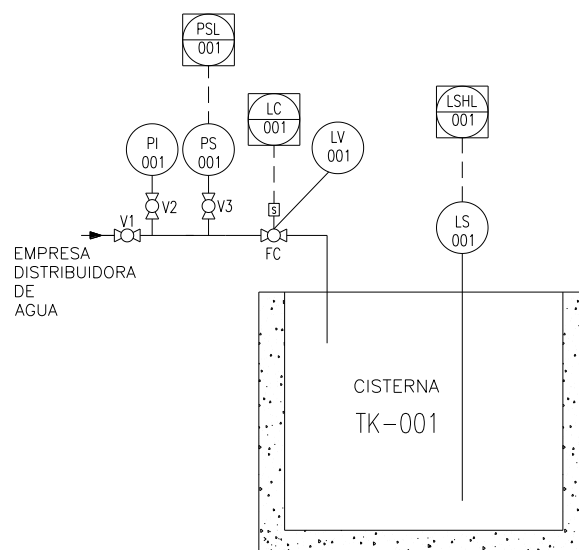 PSL
001
LC
001
LSHL
001
PI
001
PS
001
LV
001
V2
V3
S
LS
001
V1
FC
EMPRESA
DISTRIBUIDORA
DE
AGUA
CISTERNA
TK-001